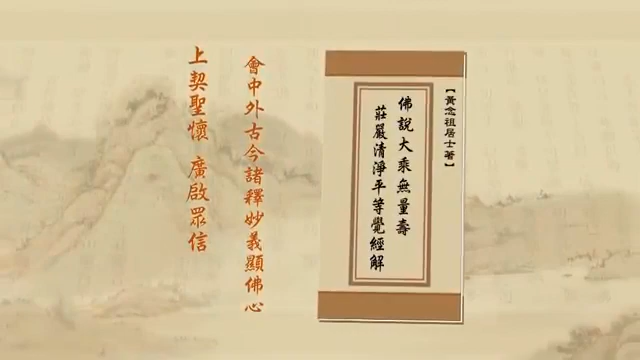 【黃念祖居士著】
佛說大乘無量壽
莊嚴清淨平等覺經解
會中外古今諸釋妙義顯佛心
上契聖懷 廣啟眾信